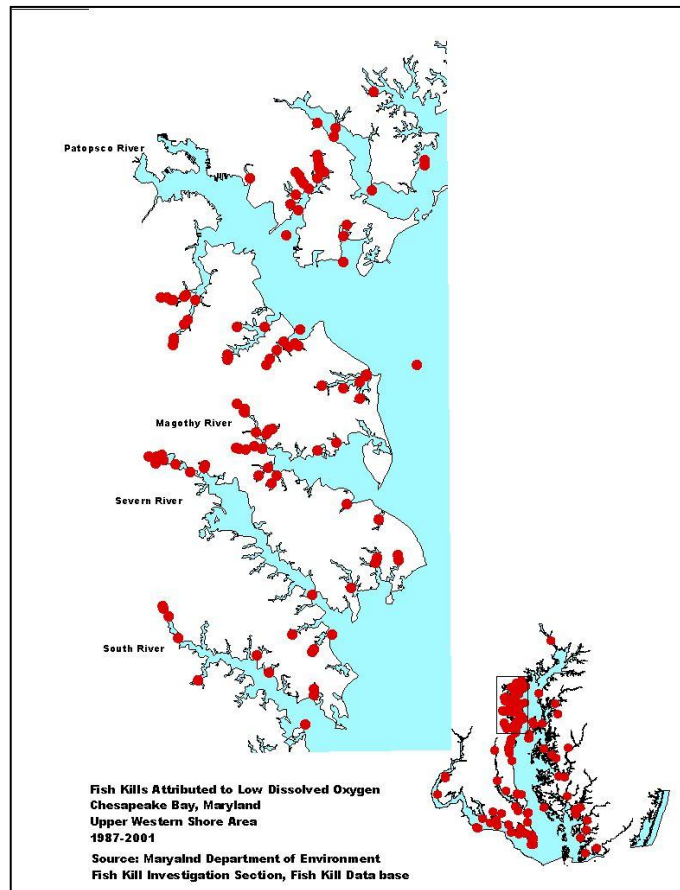 Patopsco River
Magothy River
Severn River
South River
Fish Kills Attributed to Low Dissolved Oxygen
Chesapeake Bay, Maryland
Upper Western Shore Area
1987-2001
Source: Maryalnd Department of Environment
Fish Kill Investigation Section, Fish Kill Data base